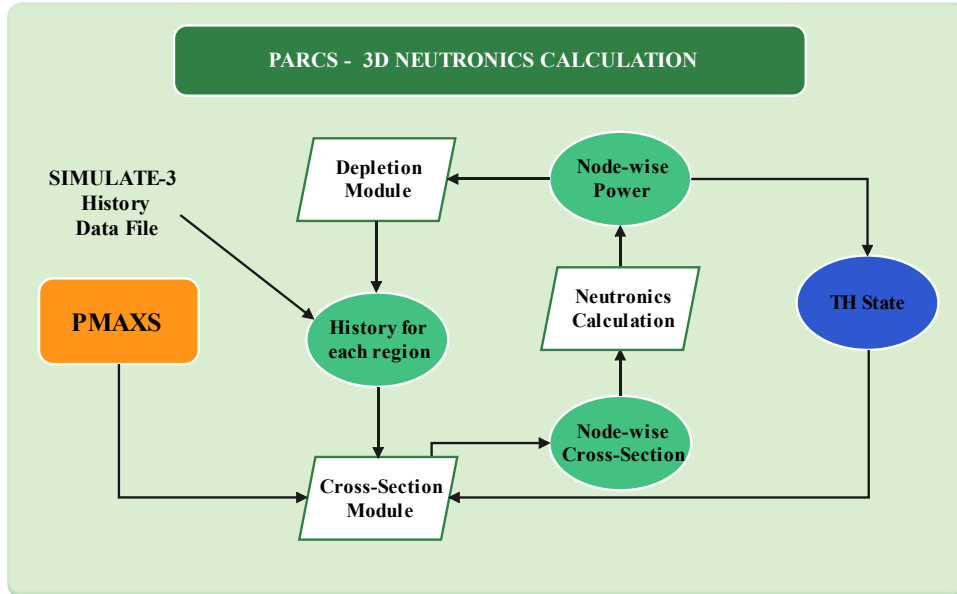 PARCS - 3D NEUTRONICS CALCULATION
Depletion
Module
Node-wise
Power
SIMULATE-3
History
Data File
PMAXS
History for
each region
Neutronics
Calculation
TH State
Node-wise
Cross-Section
Cross-Section
Module